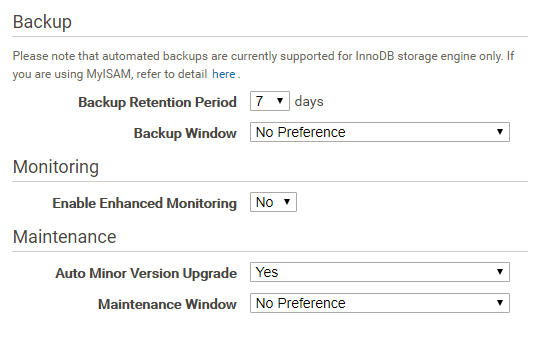 Backup
Please note that automated backups are currently supported for InnoDB storage engine only. If
you are using MyISAM, refer to detail here .
Backup Retention Period 7 days
Backup Window No Preference
Monitoring
Enable Enhanced Monitoring No
Maintenance
Auto Minor Version Upgrade Yes
Maintenance Window No Preference